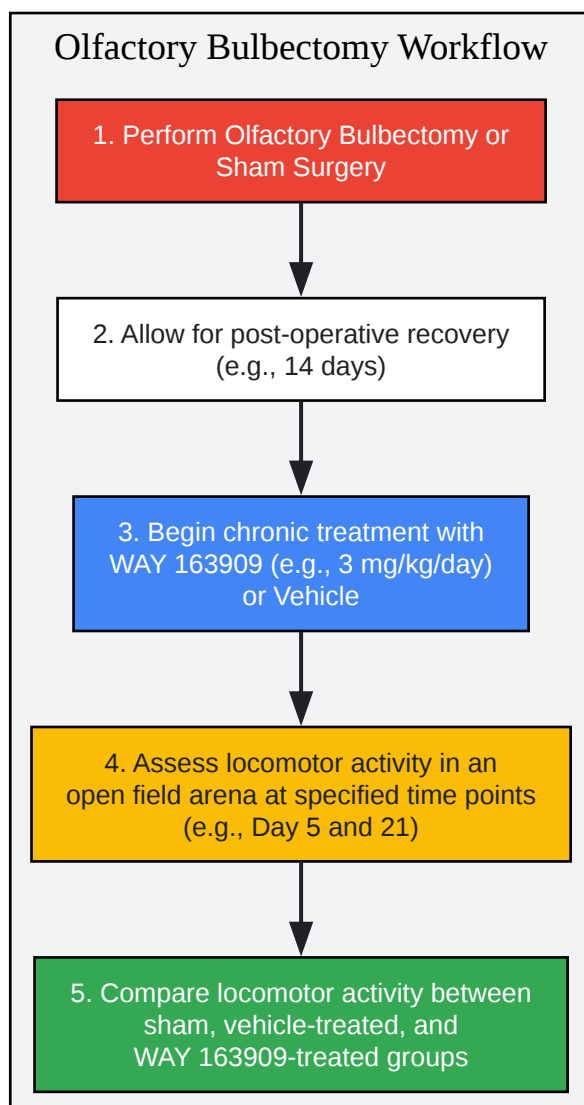 Olfactory Bulbectomy Workflow
1. Perform Olfactory Bulbectomy or
Sham Surgery
2. Allow for post-operative recovery
(e.g., 14 days)
3. Begin chronic treatment with
WAY 163909 (e.g., 3 mg/kg/day)
or Vehicle
4. Assess locomotor activity in an
open field arena at specified time points
(e.g., Day 5 and 21)
5. Compare locomotor activity between
sham, vehicle-treated, and
WAY 163909-treated groups